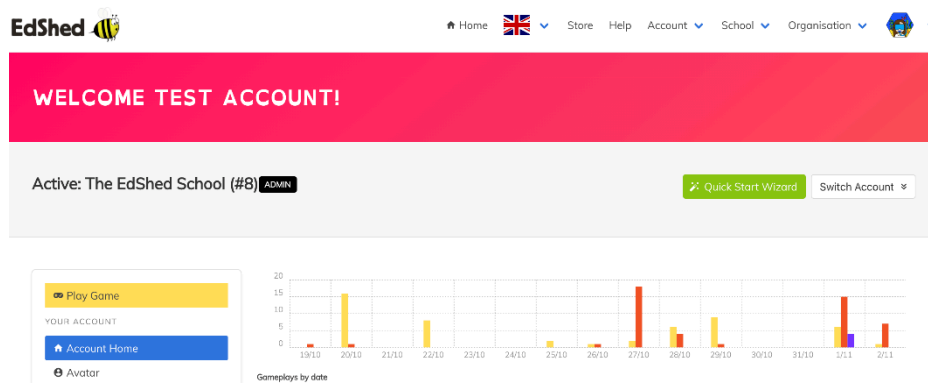 EdShed
Home Store Help Account School Organisation
WELCOME TEST ACCOUNT!
Active: The EdShed School (#8) ADMIN
Quick Start Wizard Switch Account
Play Game
YOUR ACCOUNT
Account Home
Avatar
20
15
10
5
0
19/10 20/10 21/10 22/10 23/10 24/10 25/10 26/10 27/10 28/10 29/10 30/10 31/10 1/11 2/11
Gameplays by date